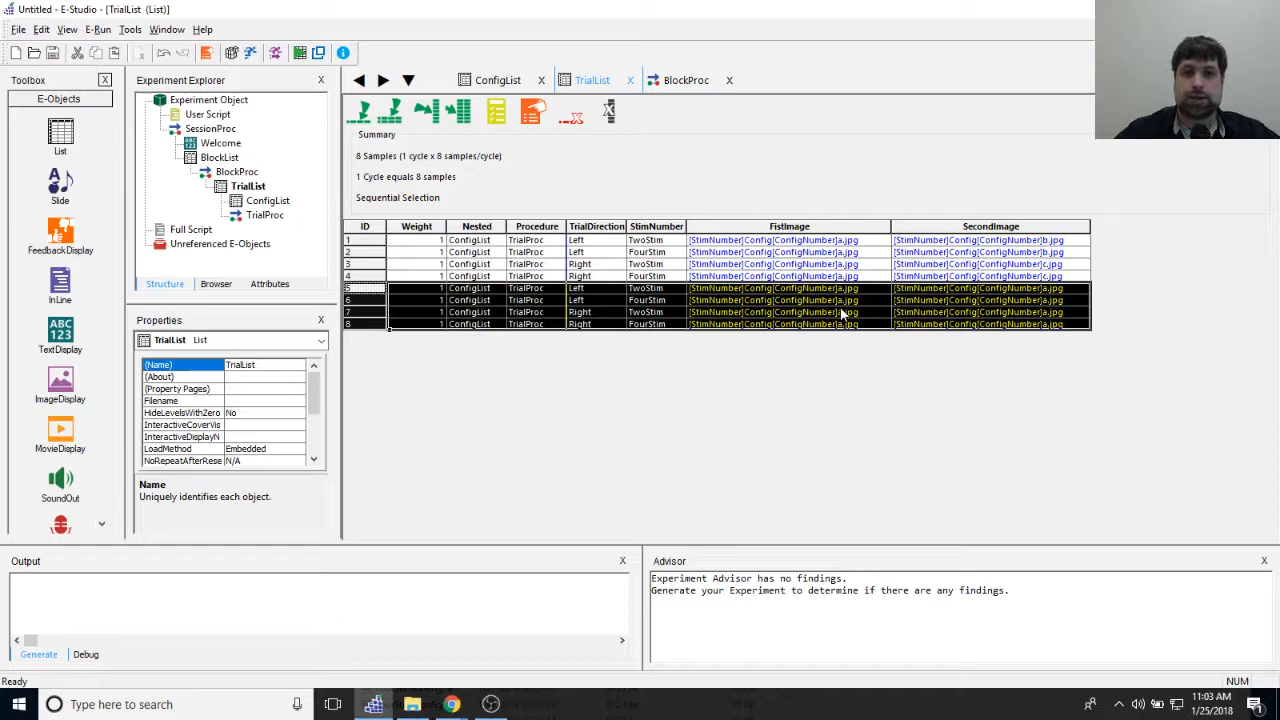 Untitled - E-Studio - [TrialList (List)]
File Edit View E-Run Tools Window Help
Toolbox
E-Objects
List
Slide
FeedbackDisplay
InLine
ABC
123
TextDisplay
ImageDisplay
MovieDisplay
SoundOut
Experiment Explorer
Experiment Object
User Script
SessionProc
Welcome
BlockList
BlockProc
TrialList
ConfigList
TrialProc
Full Script
Unreferenced E-Objects
Structure Browser Attributes
Properties
TrialList List
(Name) TrialList
(About)
(Property Pages)
Filename
HideLevelsWithZero No
InteractiveCoverVis
InteractiveDisplayN
LoadMethod Embedded
NoRepeatAfterRese N/A
Name
Uniquely identifies each object.
ConfigList TrialList BlockProc
Summary
8 Samples (1 cycle x 8 samples/cycle)
1 Cycle equals 8 samples
Sequential Selection
ID Weight Nested Procedure TrialDirection StimNumber FistImage SecondImage
1 1 ConfigList TrialProc Left TwoStim [StimNumber]Config[ConfigNumber]a.jpg [StimNumber]Config[ConfigNumber]b.jpg
2 1 ConfigList TrialProc Left FourStim [StimNumber]Config[ConfigNumber]a.jpg [StimNumber]Config[ConfigNumber]b.jpg
3 1 ConfigList TrialProc Right TwoStim [StimNumber]Config[ConfigNumber]a.jpg [StimNumber]Config[ConfigNumber]c.jpg
4 1 ConfigList TrialProc Right FourStim [StimNumber]Config[ConfigNumber]a.jpg [StimNumber]Config[ConfigNumber]c.jpg
5 1 ConfigList TrialProc Left TwoStim [StimNumber]Config[ConfigNumber]a.jpg [StimNumber]Config[ConfigNumber]a.jpg
6 1 ConfigList TrialProc Left FourStim [StimNumber]Config[ConfigNumber]a.jpg [StimNumber]Config[ConfigNumber]a.jpg
7 1 ConfigList TrialProc Right TwoStim [StimNumber]Config[ConfigNumber]a.jpg [StimNumber]Config[ConfigNumber]a.jpg
8 1 ConfigList TrialProc Right FourStim [StimNumber]Config[ConfigNumber]a.jpg [StimNumber]Config[ConfigNumber]a.jpg
Output
Generate Debug
Advisor
Experiment Advisor has no findings.
Generate your Experiment to determine if there are any findings.
Ready
NUM
Type here to search
11:03 AM
1/25/2018